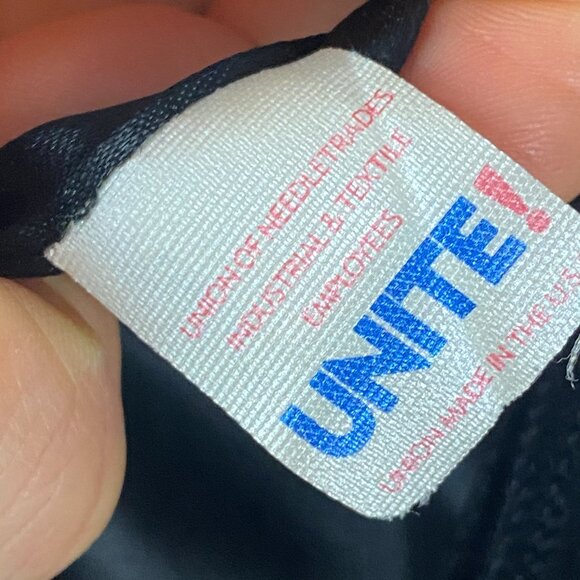 UNION OF NEEDLETRADES
INDUSTRIAL & TEXTILE
EMPLOYEES
UNITE!
UNION MADE IN THE U.S.